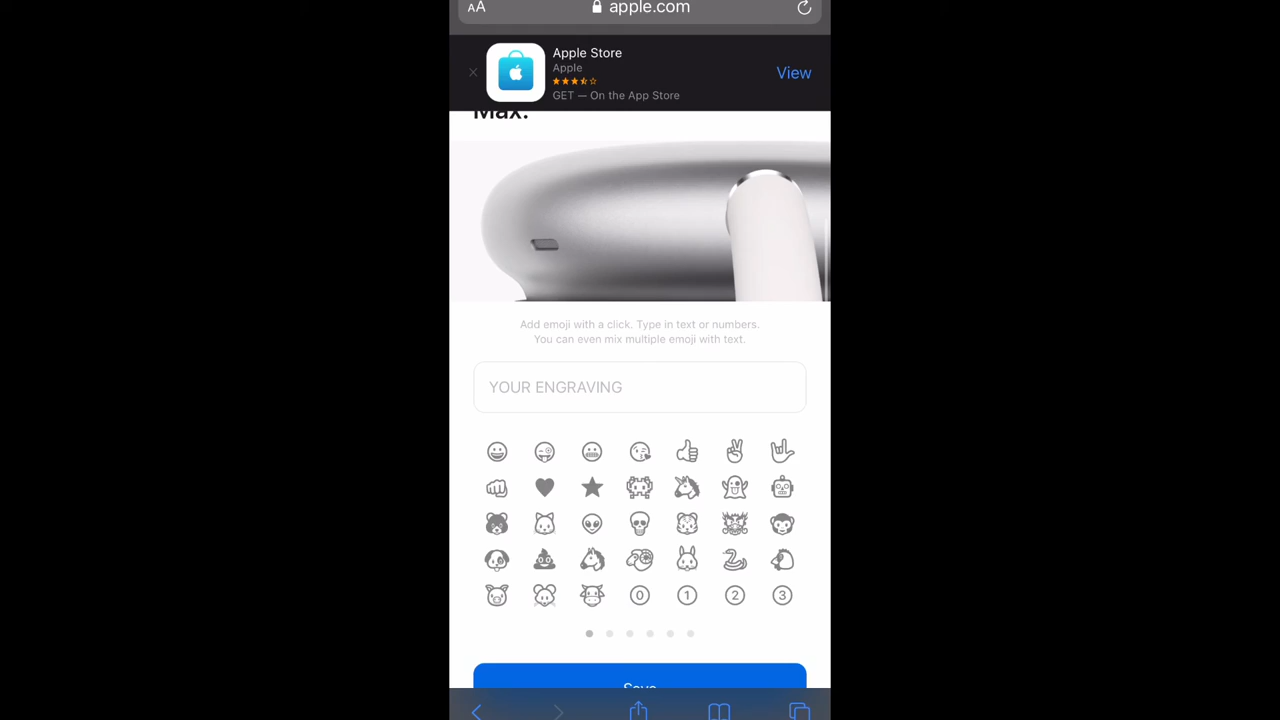 AA
apple.com
Apple Store
Apple
GET — On the App Store
View
Max.
Add emoji with a click. Type in text or numbers.
You can even mix multiple emoji with text.
YOUR ENGRAVING
0 1 2 3
Save